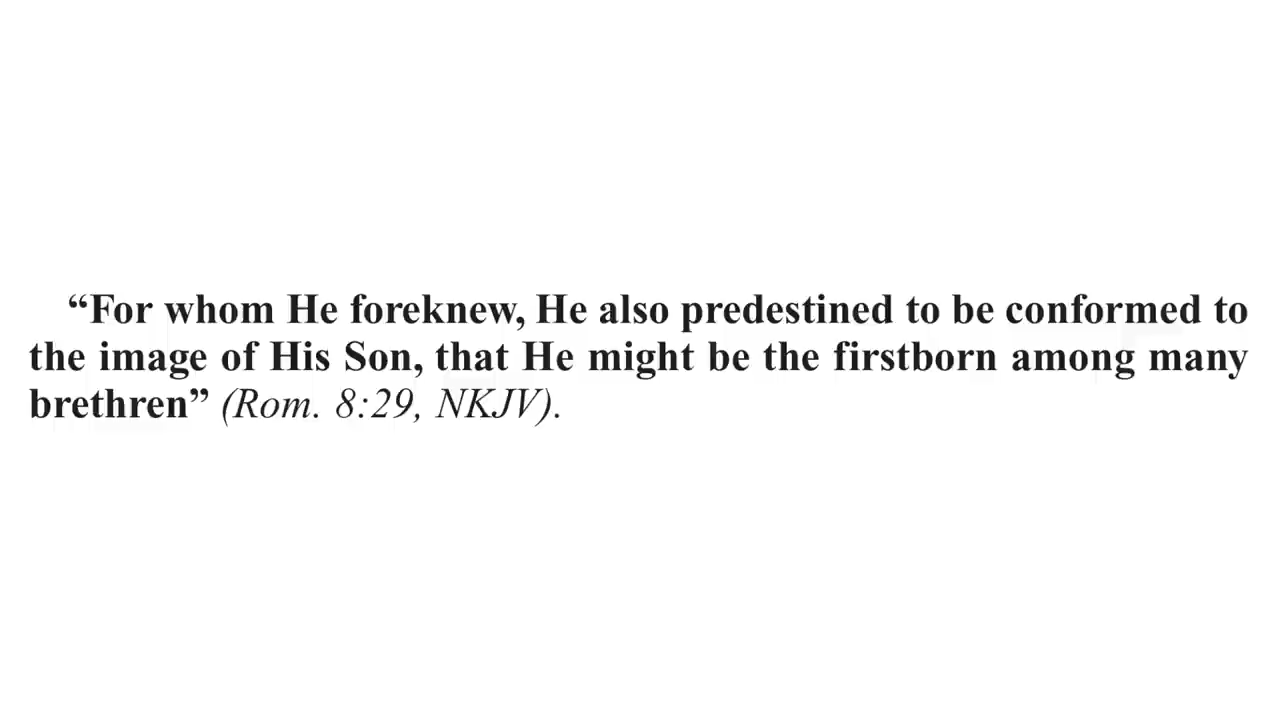 “For whom He foreknew, He also predestined to be conformed to
the image of His Son, that He might be the firstborn among many
brethren” (Rom. 8:29, NKJV).